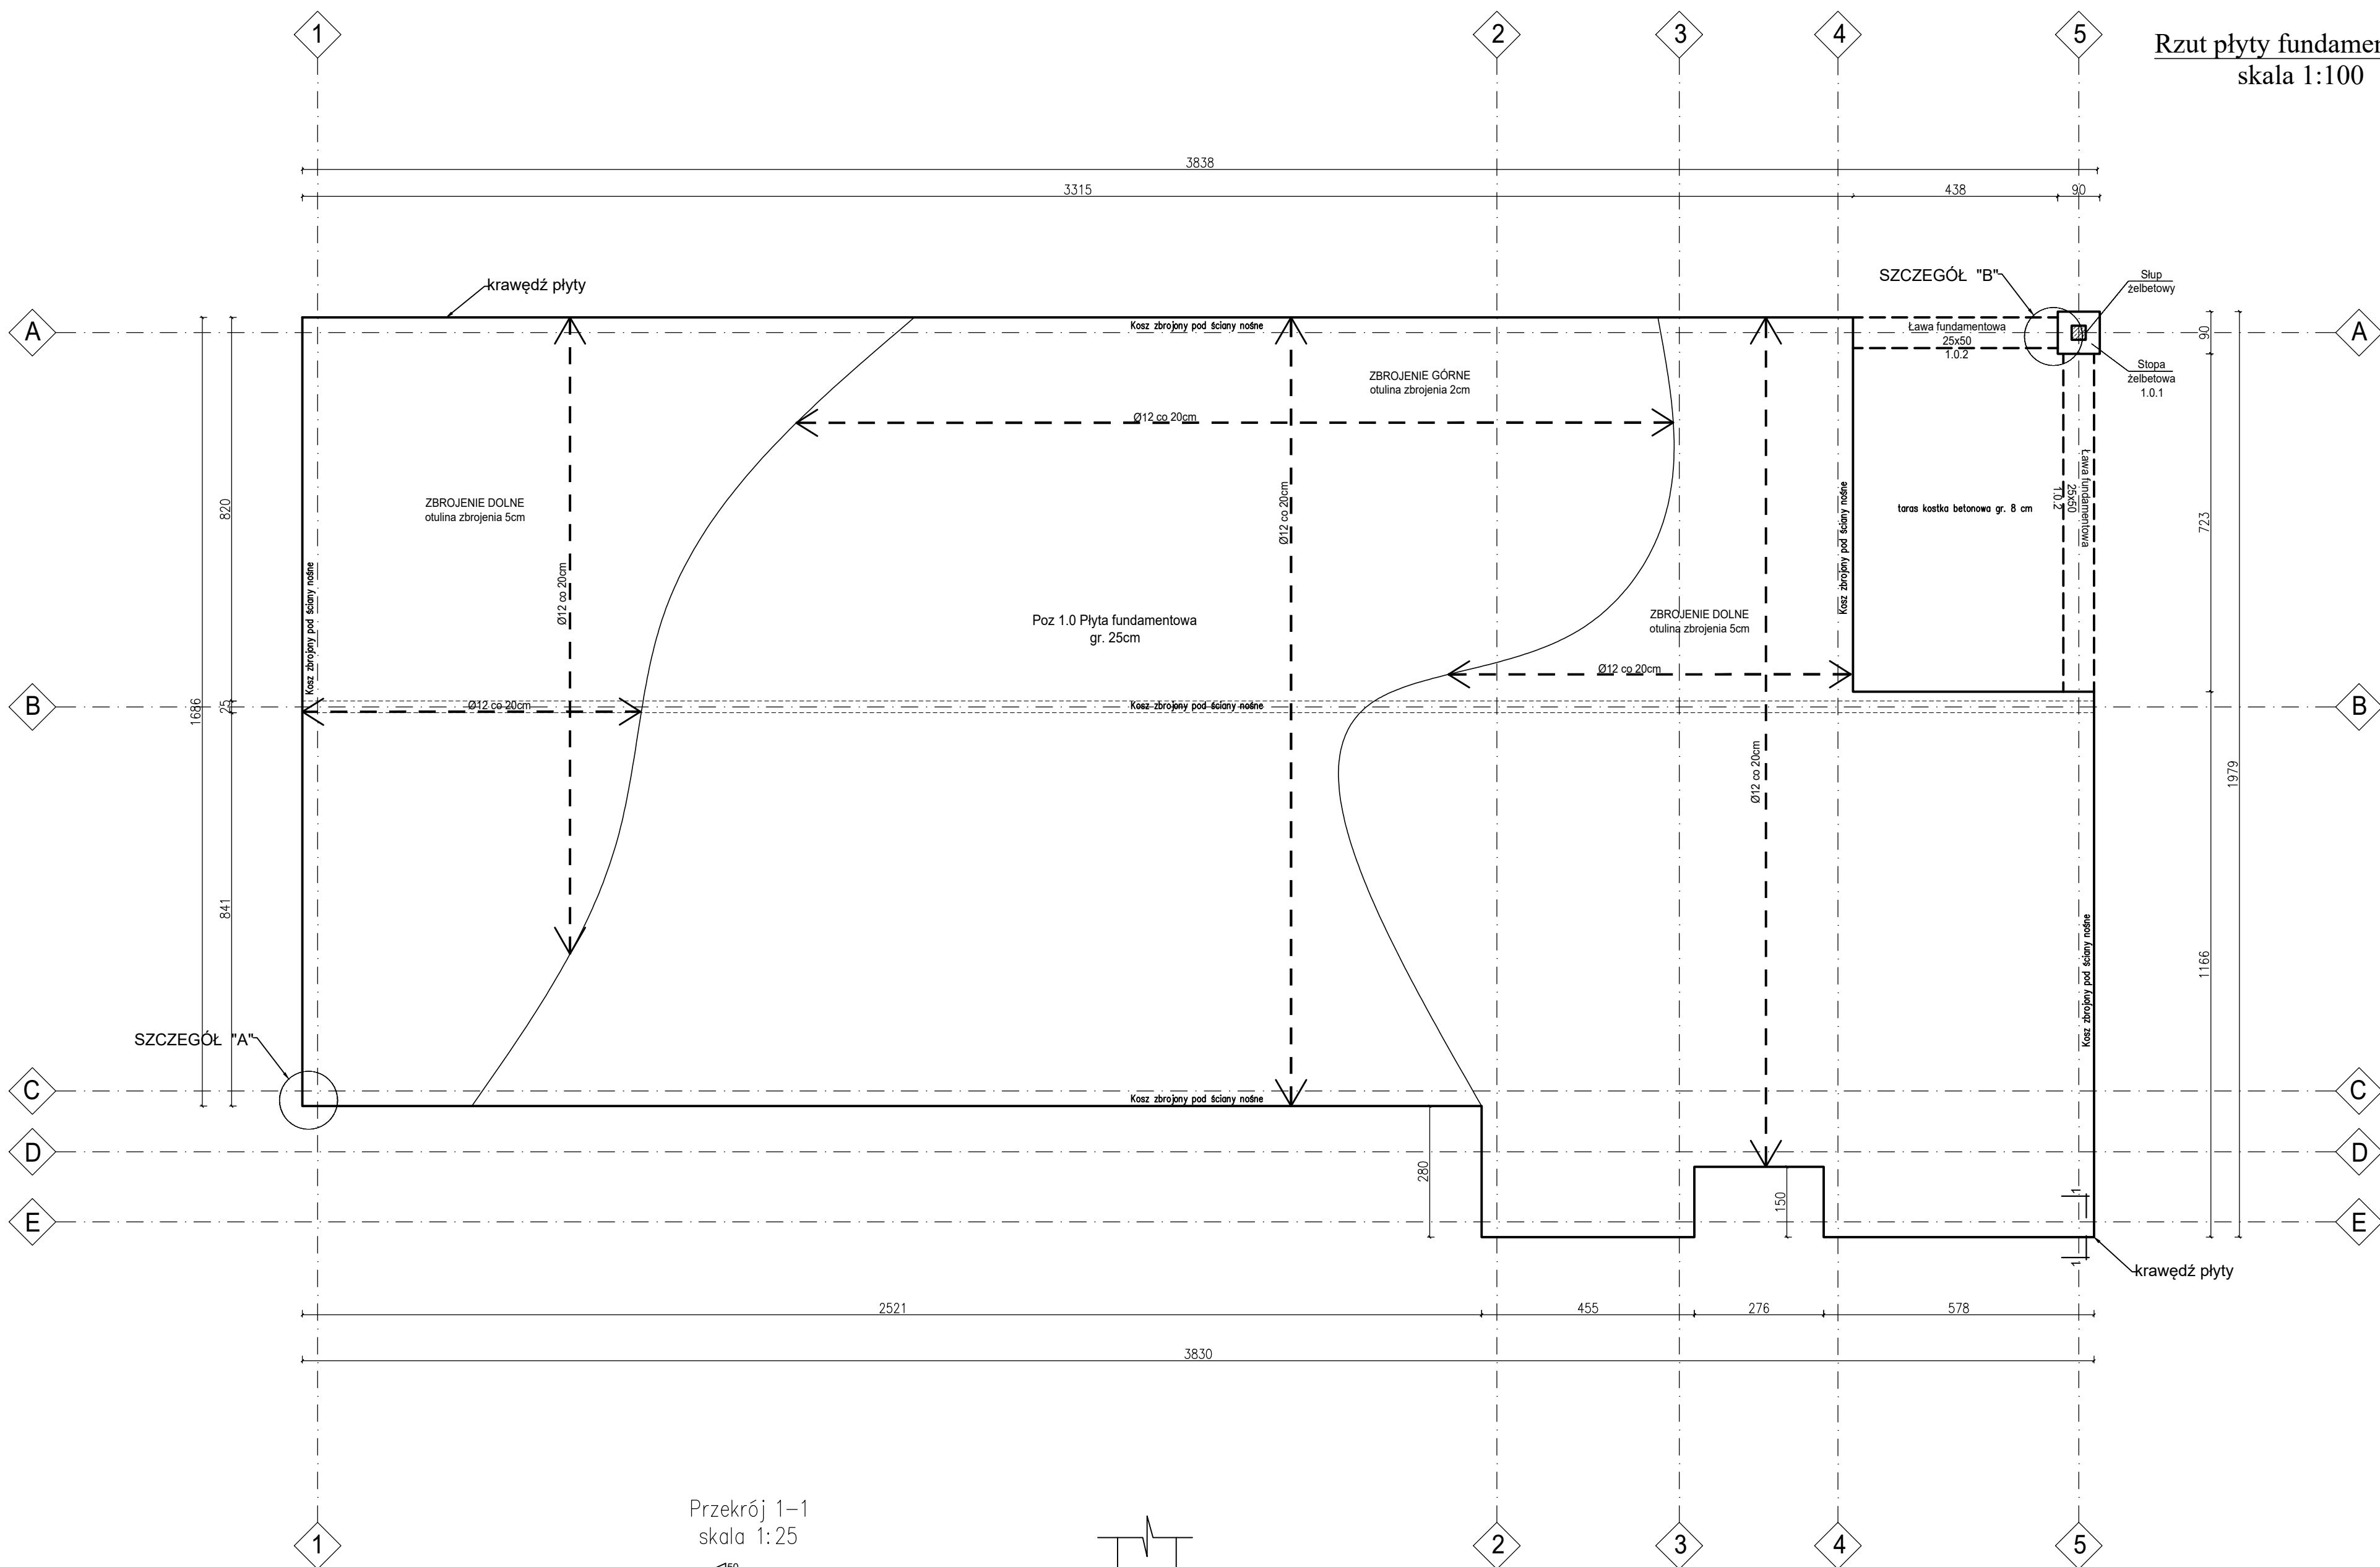 1
2
3
4
5
skala 1:100
3838
3315
438
90
krawędź płyty
SZCZEGÓŁ "B"
Słup
żelbetowy
A
Kosz zbrojony pod ściany nośne
Ława fundamentowa
25x50
1.0.2
90
A
Stopa
żelbetowa
1.0.1
ZBROJENIE GÓRNE
otulina zbrojenia 2cm
Ø12 co 20cm
ZBROJENIE DOLNE
otulina zbrojenia 5cm
820
Ø12 co 20cm
Ø12 co 20cm
Kosz zbrojony pod ściany nośne
Kosz zbrojony pod ściany nośne
taras kostka betonowa gr. 8 cm
Ława fundamentowa
25x50
1.0.2
723
Poz 1.0 Płyta fundamentowa
gr. 25cm
ZBROJENIE DOLNE
otulina zbrojenia 5cm
Ø12 co 20cm
B
1686
25
Ø12 co 20cm
Kosz zbrojony pod ściany nośne
B
Ø12 co 20cm
1979
841
Kosz zbrojony pod ściany nośne
1166
SZCZEGÓŁ "A"
C
Kosz zbrojony pod ściany nośne
C
D
280
D
150
1
E
E
1
krawędź płyty
2521
455
276
578
3830
Przekrój 1-1
skala 1:25
1
2
3
4
5